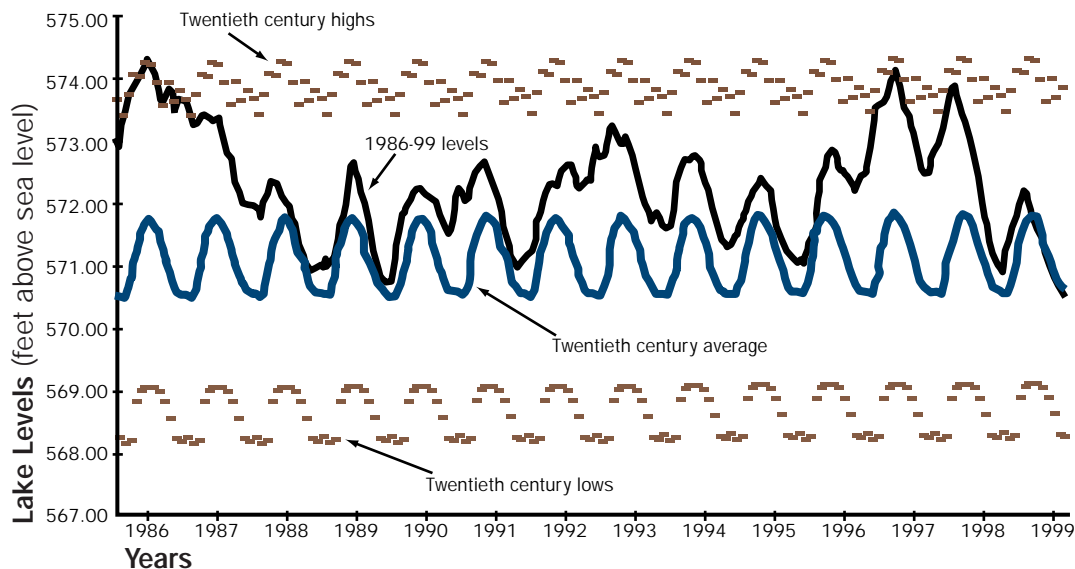 575.00
Twentieth century highs
574.00
573.00
1986-99 levels
572.00
571.00
570.00
Twentieth century average
569.00
568.00
Twentieth century lows
567.00
Lake Levels (feet above sea level)
1986 1987 1988 1989 1990 1991 1992 1993 1994 1995 1996 1997 1998 1999
Years